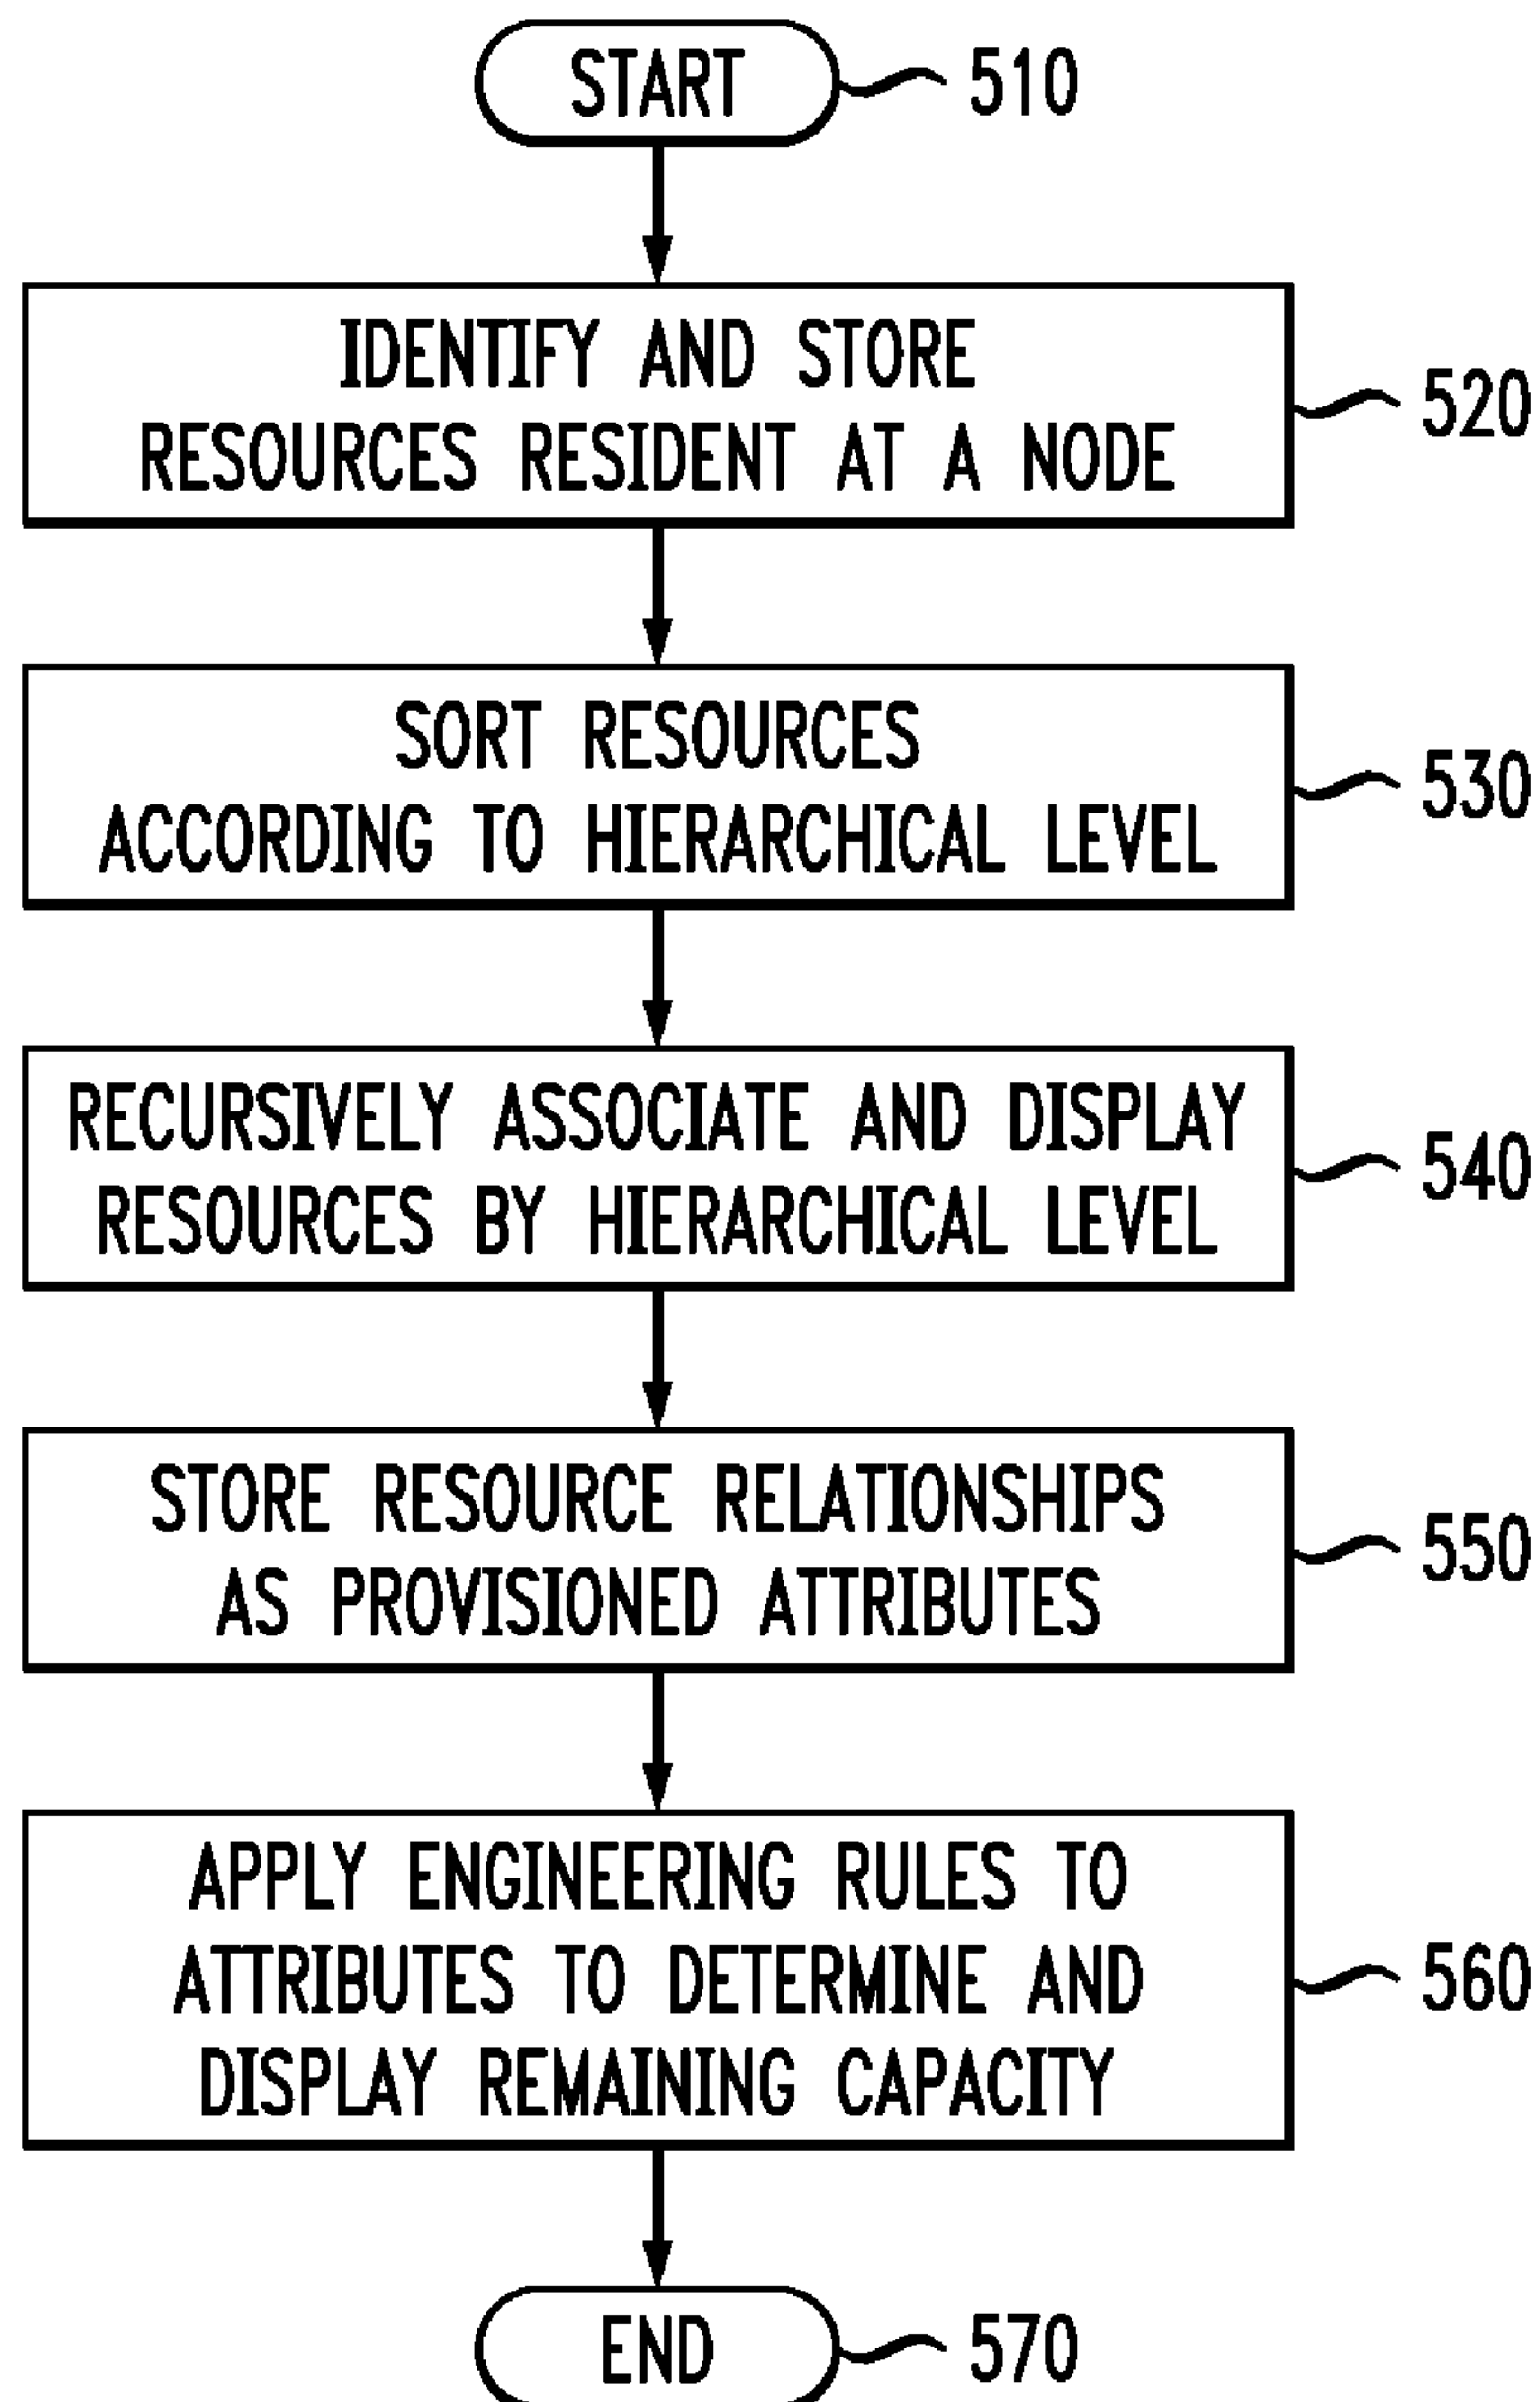 START
510
IDENTIFY AND STORE
RESOURCES RESIDENT AT A NODE
520
SORT RESOURCES
ACCORDING TO HIERARCHICAL LEVEL
530
RECURSIVELY ASSOCIATE AND DISPLAY
RESOURCES BY HIERARCHICAL LEVEL
540
STORE RESOURCE RELATIONSHIPS
AS PROVISIONED ATTRIBUTES
550
APPLY ENGINEERING RULES TO
ATTRIBUTES TO DETERMINE AND
DISPLAY REMAINING CAPACITY
560
END
570